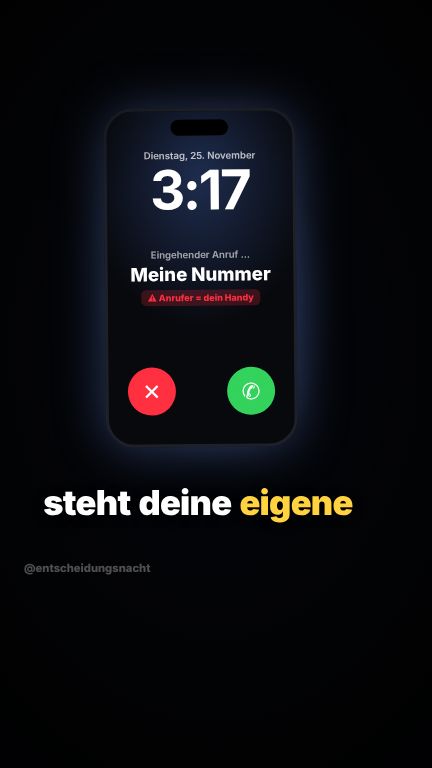 Dienstag, 25. November
3:17
Eingehender Anruf ...
Meine Nummer
⚠ Anrufer = dein Handy
steht deine eigene
@entscheidungsnacht